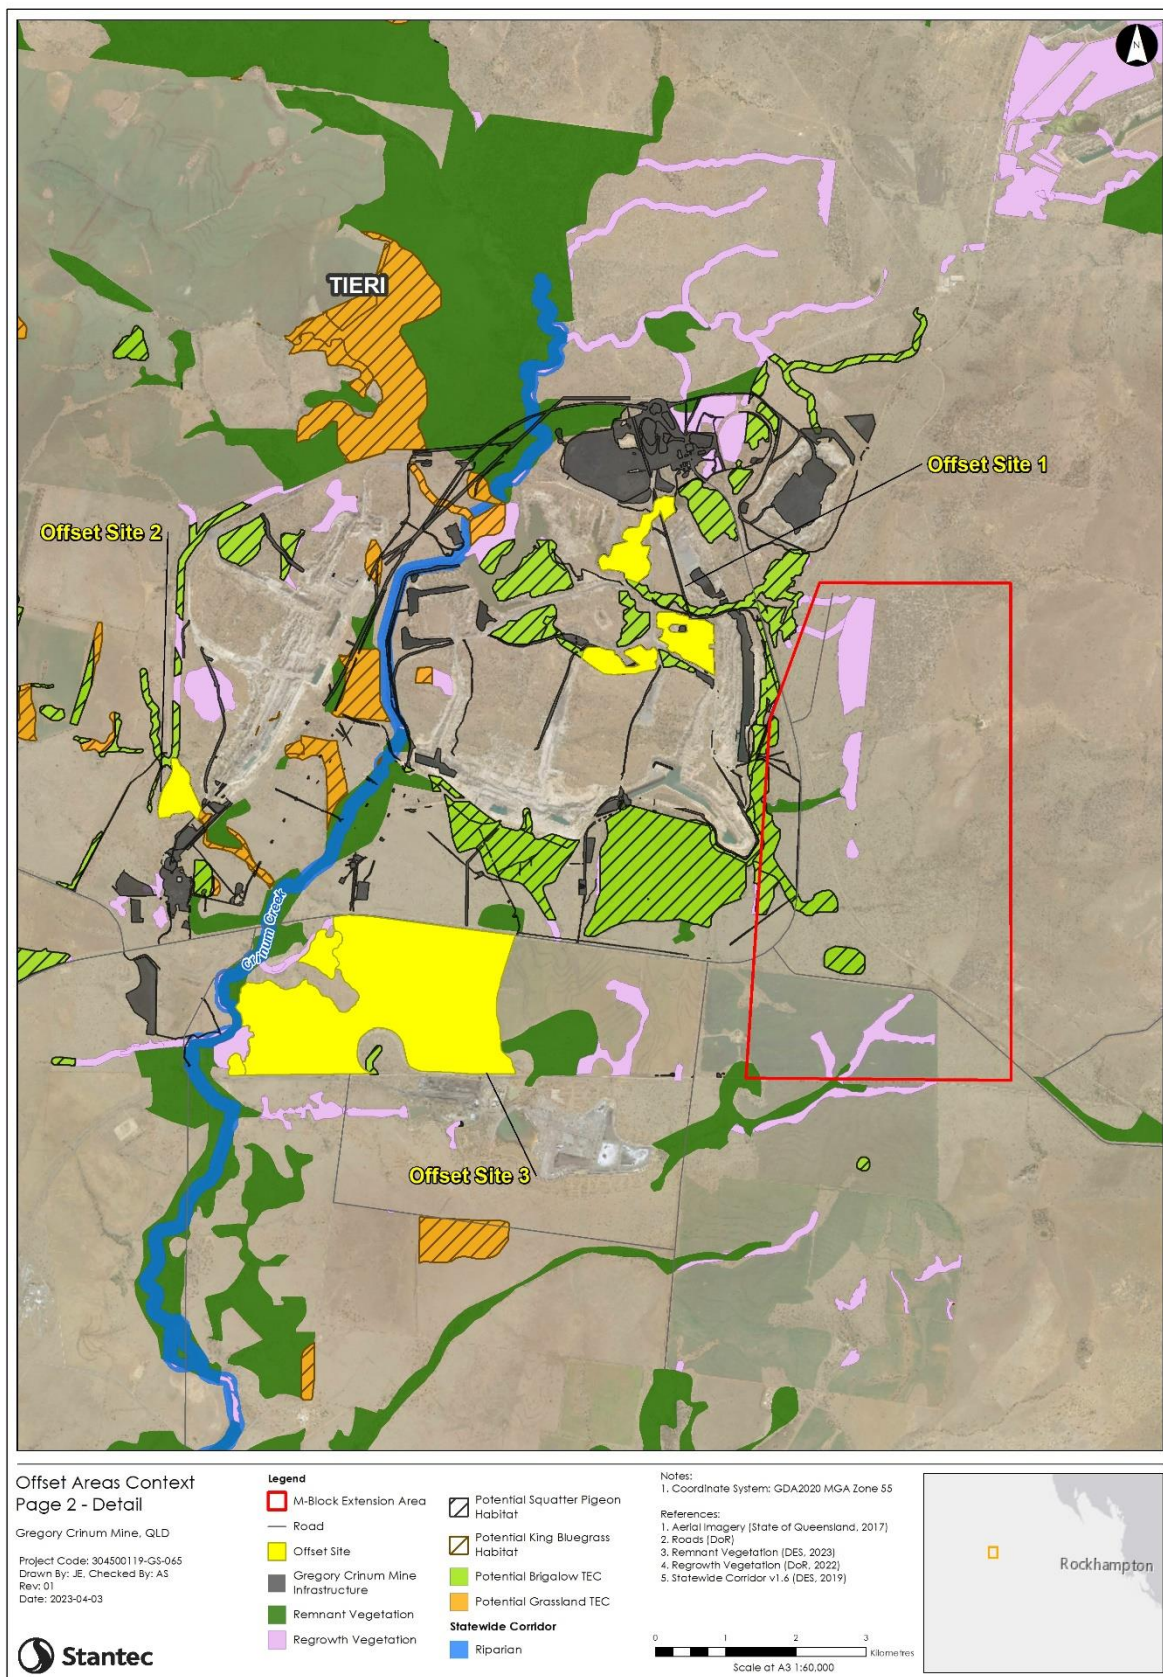 N
TIERI
Offset Site 1
Offset Site 2
Crinum Creek
Offset Site 3
Offset Areas Context
Page 2 - Detail
Gregory Crinum Mine, QLD
Project Code: 304500119-GS-065
Drawn By: JE, Checked By: AS
Rev: 01
Date: 2023-04-03
Stantec
Legend
M-Block Extension Area
Road
Offset Site
Gregory Crinum Mine
Infrastructure
Remnant Vegetation
Regrowth Vegetation
Potential Squatter Pigeon
Habitat
Potential King Bluegrass
Habitat
Potential Brigalow TEC
Potential Grassland TEC
Statewide Corridor
Riparian
Notes:
1. Coordinate System: GDA2020 MGA Zone 55
References:
1. Aerial Imagery (State of Queensland, 2017)
2. Roads (DoR)
3. Remnant Vegetation (DES, 2023)
4. Regrowth Vegetation (DoR, 2022)
5. Statewide Corridor v1.6 (DES, 2019)
0 1 2 3
Kilometres
Scale at A3 1:60,000
Rockhampton